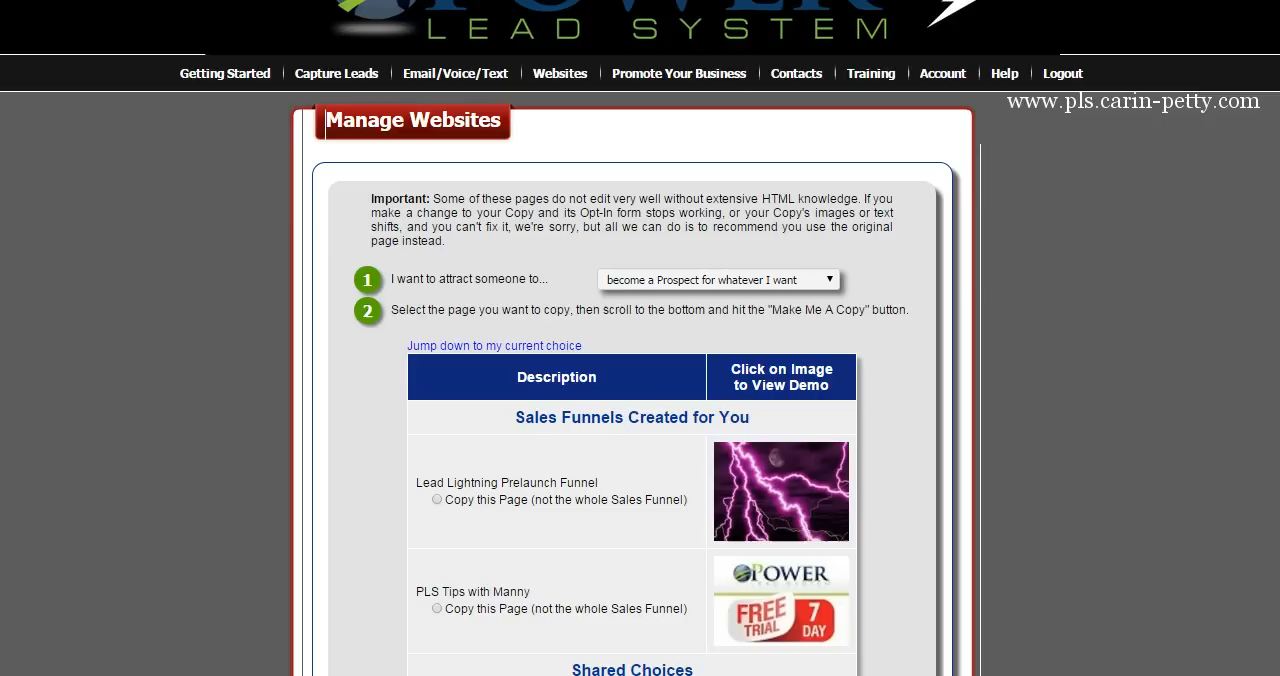 POWER
LEAD SYSTEM
Getting Started
Capture Leads
Email/Voice/Text
Websites
Promote Your Business
Contacts
Training
Account
Help
Logout
www.pls.carin-petty.com
Manage Websites
Important: Some of these pages do not edit very well without extensive HTML knowledge. If you
make a change to your Copy and its Opt-In form stops working, or your Copy's images or text
shifts, and you can't fix it, we're sorry, but all we can do is to recommend you use the original
page instead.
1 I want to attract someone to... become a Prospect for whatever I want
2 Select the page you want to copy, then scroll to the bottom and hit the "Make Me A Copy" button.
Jump down to my current choice
Description
Click on Image
to View Demo
Sales Funnels Created for You
Lead Lightning Prelaunch Funnel
Copy this Page (not the whole Sales Funnel)
PLS Tips with Manny
Copy this Page (not the whole Sales Funnel)
POWER
LEAD SYSTEM
FREE
TRIAL
7
DAY
Shared Choices